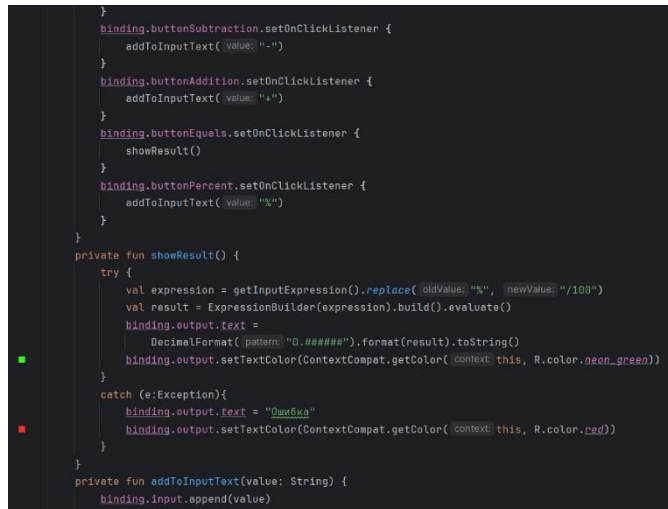 }
binding.buttonSubtraction.setOnClickListener {
addToInputText( value: "-")
}
binding.buttonAddition.setOnClickListener {
addToInputText( value: "+")
}
binding.buttonEquals.setOnClickListener {
showResult()
}
binding.buttonPercent.setOnClickListener {
addToInputText( value: "%")
}
}
private fun showResult() {
try {
val expression = getInputExpression().replace( oldValue: "%", newValue: "/100")
val result = ExpressionBuilder(expression).build().evaluate()
binding.output.text =
DecimalFormat( pattern: "0.######").format(result).toString()
binding.output.setTextColor(ContextCompat.getColor( context: this, R.color.neon_green))
}
catch (e:Exception){
binding.output.text = "Ошибка"
binding.output.setTextColor(ContextCompat.getColor( context: this, R.color.red))
}
}
private fun addToInputText(value: String) {
binding.input.append(value)